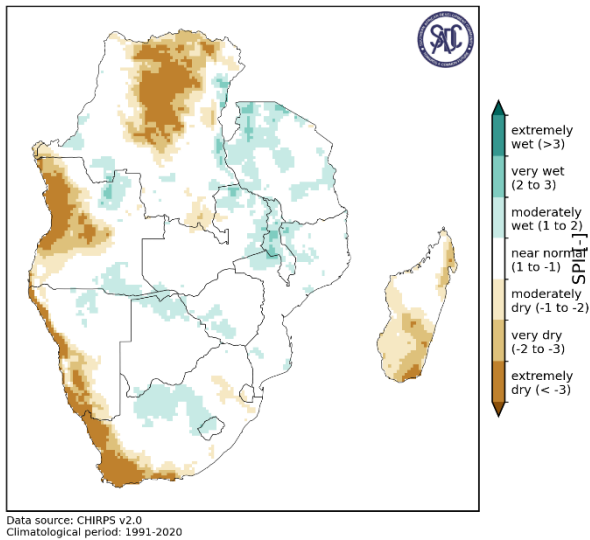 SADC
extremely
wet (>3)
very wet
(2 to 3)
moderately
wet (1 to 2)
near normal
(1 to -1)
moderately
dry (-1 to -2)
very dry
(-2 to -3)
extremely
dry (< -3)
SPI [-]
Data source: CHIRPS v2.0
Climatological period: 1991-2020